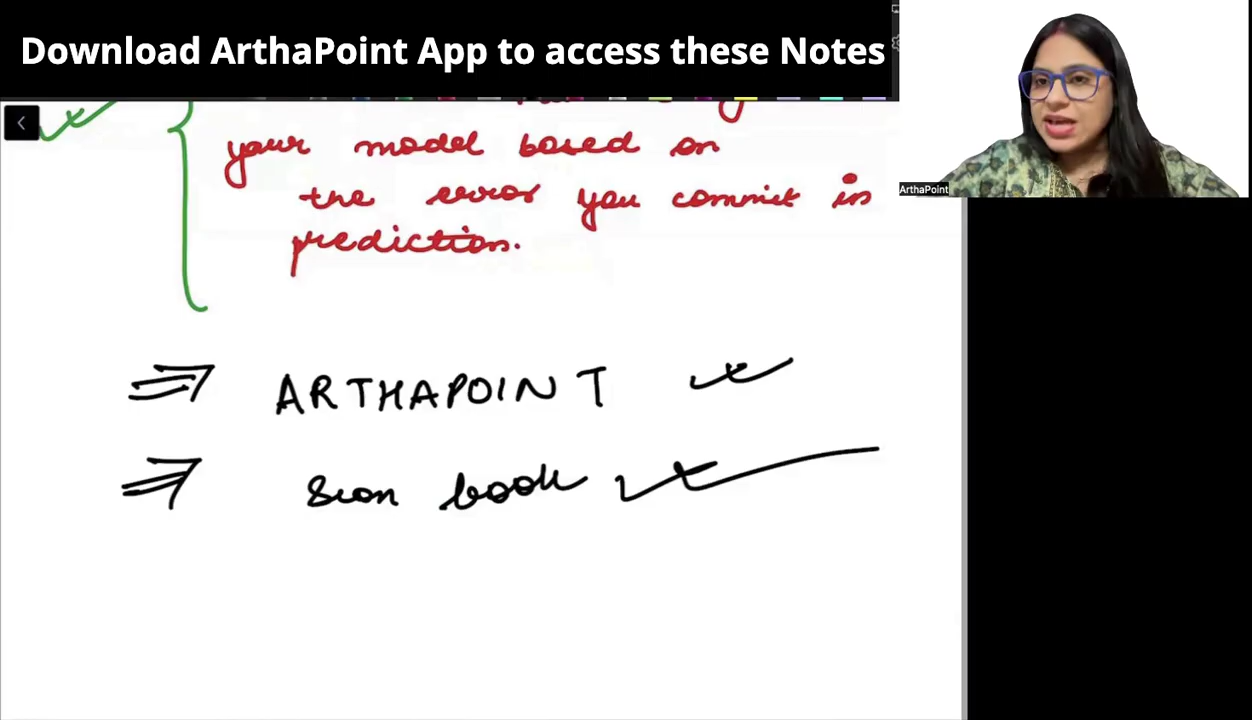 Download ArthaPoint App to access these Notes
your model based on
the error you commit in
prediction.
ArthaPoint
⇒ ARTHAPOINT
⇒ book